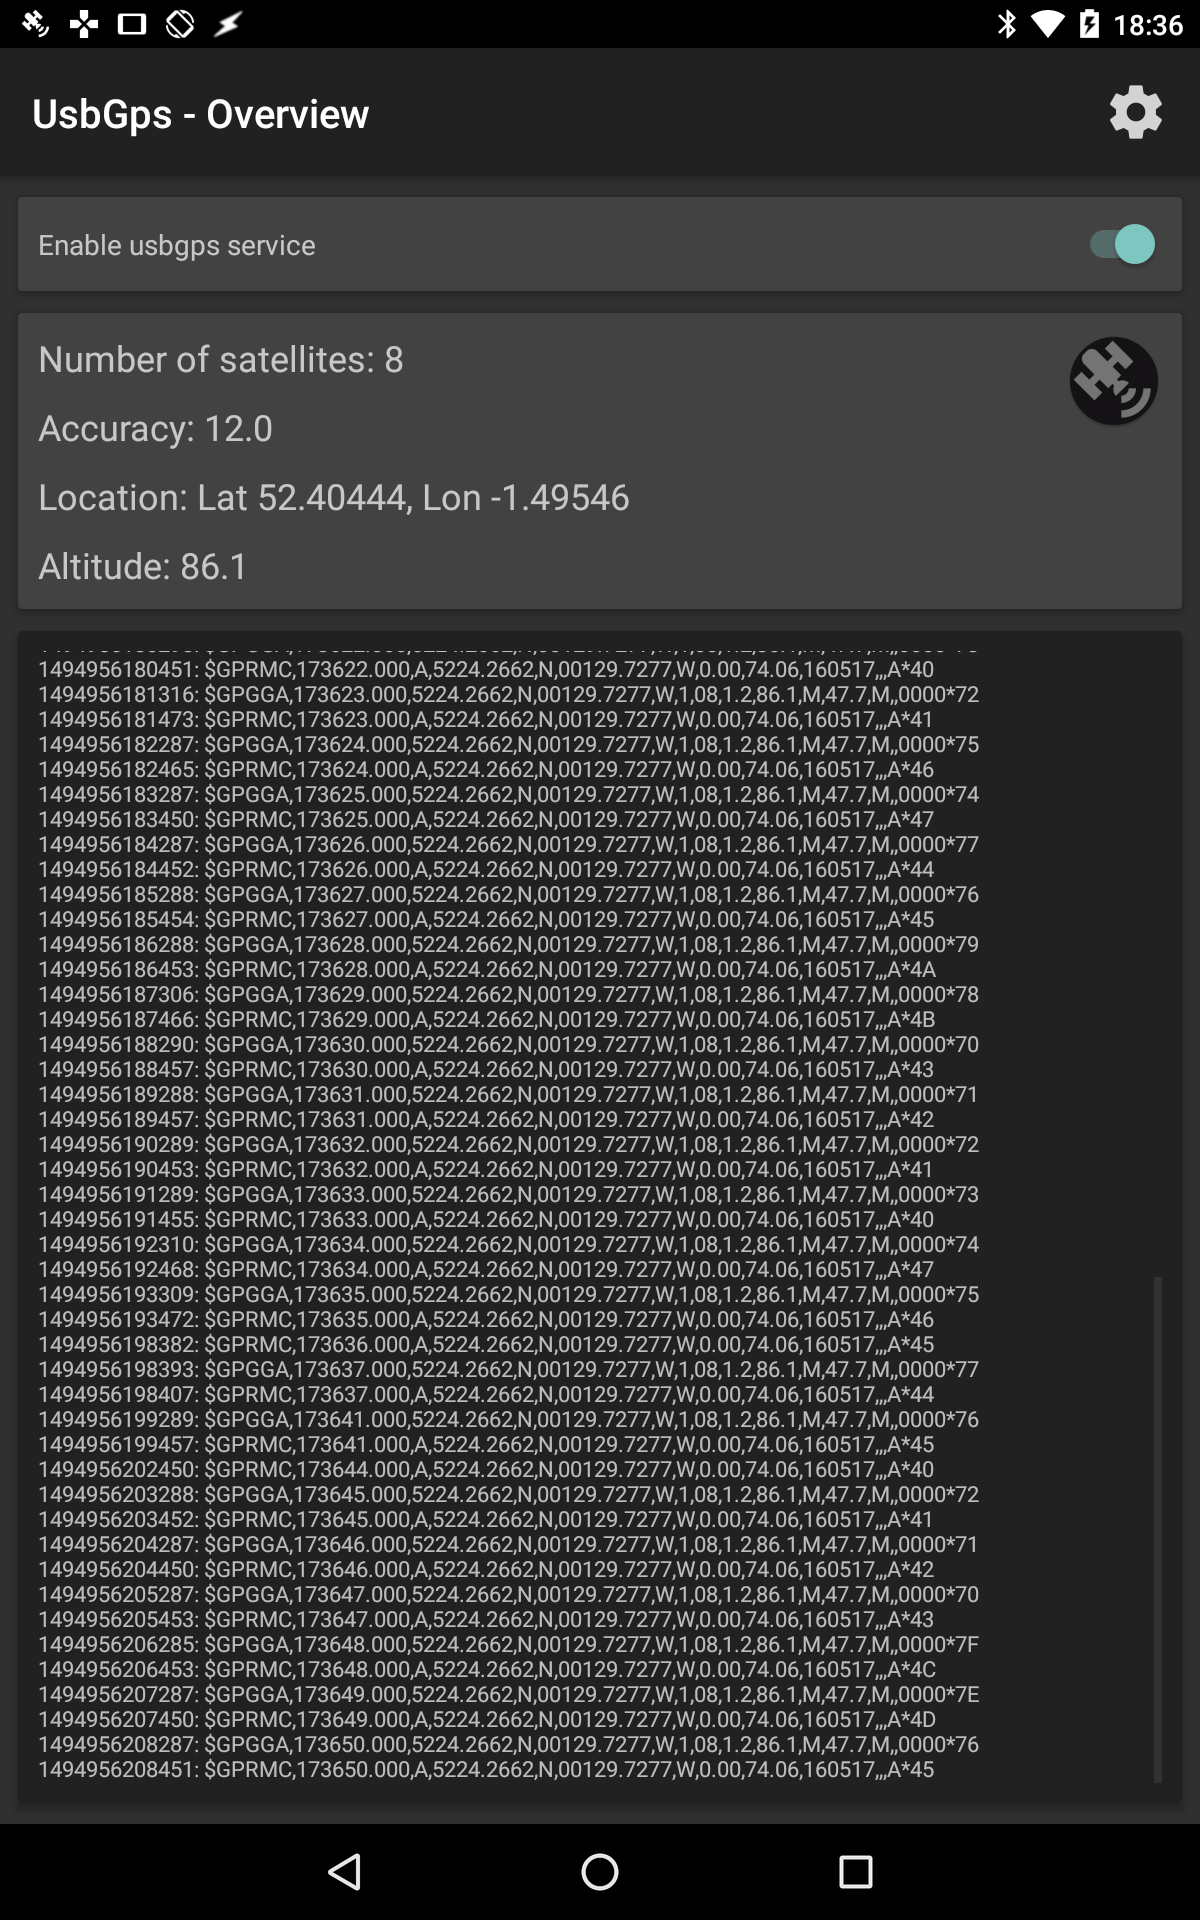 18:36
UsbGps - Overview
Enable usbgps service
Number of satellites: 8
Accuracy: 12.0
Location: Lat 52.40444, Lon -1.49546
Altitude: 86.1
1494956180451: $GPRMC,173622.000,A,5224.2662,N,00129.7277,W,0.00,74.06,160517,,,A*40
1494956181316: $GPGGA,173623.000,5224.2662,N,00129.7277,W,1,08,1.2,86.1,M,47.7,M,,0000*72
1494956181473: $GPRMC,173623.000,A,5224.2662,N,00129.7277,W,0.00,74.06,160517,,,A*41
1494956182287: $GPGGA,173624.000,5224.2662,N,00129.7277,W,1,08,1.2,86.1,M,47.7,M,,0000*75
1494956182465: $GPRMC,173624.000,A,5224.2662,N,00129.7277,W,0.00,74.06,160517,,,A*46
1494956183287: $GPGGA,173625.000,5224.2662,N,00129.7277,W,1,08,1.2,86.1,M,47.7,M,,0000*74
1494956183450: $GPRMC,173625.000,A,5224.2662,N,00129.7277,W,0.00,74.06,160517,,,A*47
1494956184287: $GPGGA,173626.000,5224.2662,N,00129.7277,W,1,08,1.2,86.1,M,47.7,M,,0000*77
1494956184452: $GPRMC,173626.000,A,5224.2662,N,00129.7277,W,0.00,74.06,160517,,,A*44
1494956185288: $GPGGA,173627.000,5224.2662,N,00129.7277,W,1,08,1.2,86.1,M,47.7,M,,0000*76
1494956185454: $GPRMC,173627.000,A,5224.2662,N,00129.7277,W,0.00,74.06,160517,,,A*45
1494956186288: $GPGGA,173628.000,5224.2662,N,00129.7277,W,1,08,1.2,86.1,M,47.7,M,,0000*79
1494956186453: $GPRMC,173628.000,A,5224.2662,N,00129.7277,W,0.00,74.06,160517,,,A*4A
1494956187306: $GPGGA,173629.000,5224.2662,N,00129.7277,W,1,08,1.2,86.1,M,47.7,M,,0000*78
1494956187466: $GPRMC,173629.000,A,5224.2662,N,00129.7277,W,0.00,74.06,160517,,,A*4B
1494956188290: $GPGGA,173630.000,5224.2662,N,00129.7277,W,1,08,1.2,86.1,M,47.7,M,,0000*70
1494956188457: $GPRMC,173630.000,A,5224.2662,N,00129.7277,W,0.00,74.06,160517,,,A*43
1494956189288: $GPGGA,173631.000,5224.2662,N,00129.7277,W,1,08,1.2,86.1,M,47.7,M,,0000*71
1494956189457: $GPRMC,173631.000,A,5224.2662,N,00129.7277,W,0.00,74.06,160517,,,A*42
1494956190289: $GPGGA,173632.000,5224.2662,N,00129.7277,W,1,08,1.2,86.1,M,47.7,M,,0000*72
1494956190453: $GPRMC,173632.000,A,5224.2662,N,00129.7277,W,0.00,74.06,160517,,,A*41
1494956191289: $GPGGA,173633.000,5224.2662,N,00129.7277,W,1,08,1.2,86.1,M,47.7,M,,0000*73
1494956191455: $GPRMC,173633.000,A,5224.2662,N,00129.7277,W,0.00,74.06,160517,,,A*40
1494956192310: $GPGGA,173634.000,5224.2662,N,00129.7277,W,1,08,1.2,86.1,M,47.7,M,,0000*74
1494956192468: $GPRMC,173634.000,A,5224.2662,N,00129.7277,W,0.00,74.06,160517,,,A*47
1494956193309: $GPGGA,173635.000,5224.2662,N,00129.7277,W,1,08,1.2,86.1,M,47.7,M,,0000*75
1494956193472: $GPRMC,173635.000,A,5224.2662,N,00129.7277,W,0.00,74.06,160517,,,A*46
1494956198382: $GPRMC,173636.000,A,5224.2662,N,00129.7277,W,0.00,74.06,160517,,,A*45
1494956198393: $GPGGA,173637.000,5224.2662,N,00129.7277,W,1,08,1.2,86.1,M,47.7,M,,0000*77
1494956198407: $GPRMC,173637.000,A,5224.2662,N,00129.7277,W,0.00,74.06,160517,,,A*44
1494956199289: $GPGGA,173641.000,5224.2662,N,00129.7277,W,1,08,1.2,86.1,M,47.7,M,,0000*76
1494956199457: $GPRMC,173641.000,A,5224.2662,N,00129.7277,W,0.00,74.06,160517,,,A*45
1494956202450: $GPRMC,173644.000,A,5224.2662,N,00129.7277,W,0.00,74.06,160517,,,A*40
1494956203288: $GPGGA,173645.000,5224.2662,N,00129.7277,W,1,08,1.2,86.1,M,47.7,M,,0000*72
1494956203452: $GPRMC,173645.000,A,5224.2662,N,00129.7277,W,0.00,74.06,160517,,,A*41
1494956204287: $GPGGA,173646.000,5224.2662,N,00129.7277,W,1,08,1.2,86.1,M,47.7,M,,0000*71
1494956204450: $GPRMC,173646.000,A,5224.2662,N,00129.7277,W,0.00,74.06,160517,,,A*42
1494956205287: $GPGGA,173647.000,5224.2662,N,00129.7277,W,1,08,1.2,86.1,M,47.7,M,,0000*70
1494956205453: $GPRMC,173647.000,A,5224.2662,N,00129.7277,W,0.00,74.06,160517,,,A*43
1494956206285: $GPGGA,173648.000,5224.2662,N,00129.7277,W,1,08,1.2,86.1,M,47.7,M,,0000*7F
1494956206453: $GPRMC,173648.000,A,5224.2662,N,00129.7277,W,0.00,74.06,160517,,,A*4C
1494956207287: $GPGGA,173649.000,5224.2662,N,00129.7277,W,1,08,1.2,86.1,M,47.7,M,,0000*7E
1494956207450: $GPRMC,173649.000,A,5224.2662,N,00129.7277,W,0.00,74.06,160517,,,A*4D
1494956208287: $GPGGA,173650.000,5224.2662,N,00129.7277,W,1,08,1.2,86.1,M,47.7,M,,0000*76
1494956208451: $GPRMC,173650.000,A,5224.2662,N,00129.7277,W,0.00,74.06,160517,,,A*45